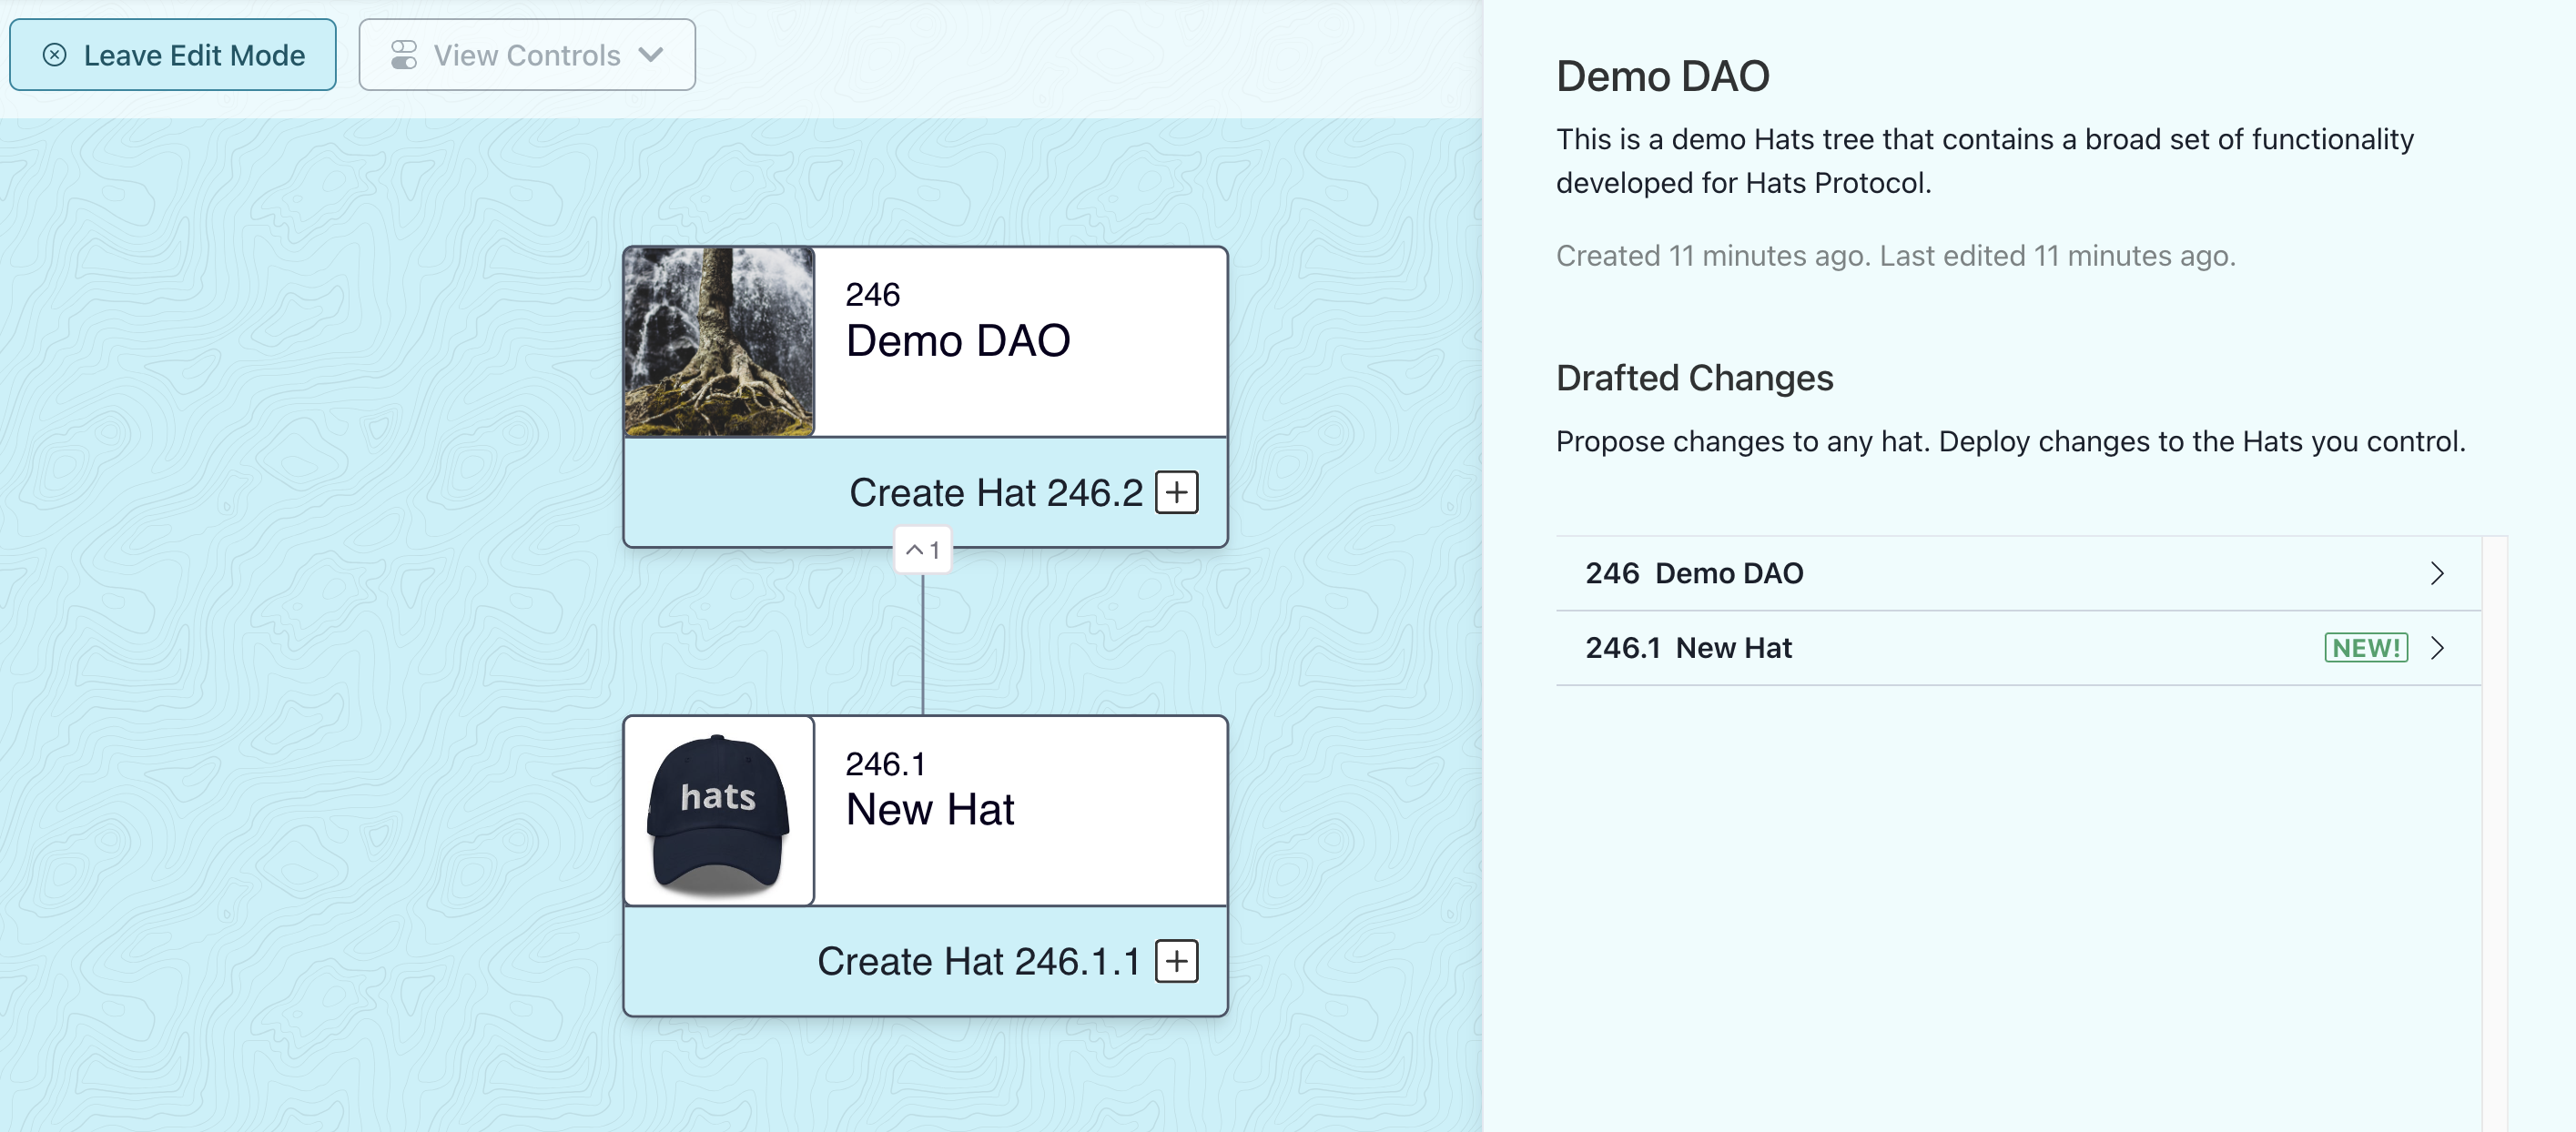 Leave Edit Mode
View Controls
246
Demo DAO
Create Hat 246.2
1
246.1
hats
New Hat
Create Hat 246.1.1
Demo DAO
This is a demo Hats tree that contains a broad set of functionality
developed for Hats Protocol.
Created 11 minutes ago. Last edited 11 minutes ago.
Drafted Changes
Propose changes to any hat. Deploy changes to the Hats you control.
246 Demo DAO
246.1 New Hat NEW!